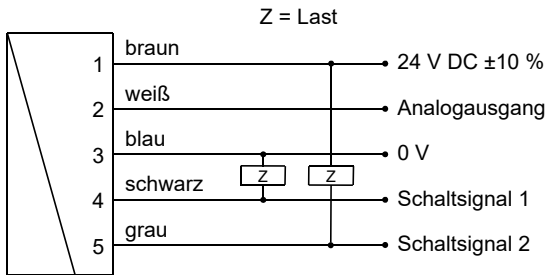 Z = Last
braun
1
24 V DC ±10 %
weiß
2
Analogausgang
blau
3
0 V
Z
Z
schwarz
4
Schaltsignal 1
grau
5
Schaltsignal 2